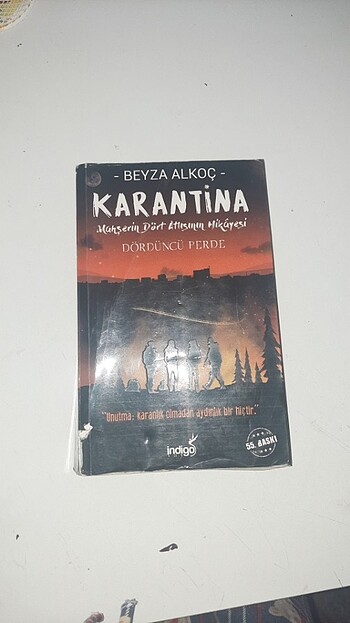 - BEYZA ALKOÇ -
KARANTİNA
Mahşerin Dört Atlısının Hikâyesi
DÖRDÜNCÜ PERDE
"Unutma; karanlık olmadan aydınlık bir hiçtir."
indigo
55. BASKI